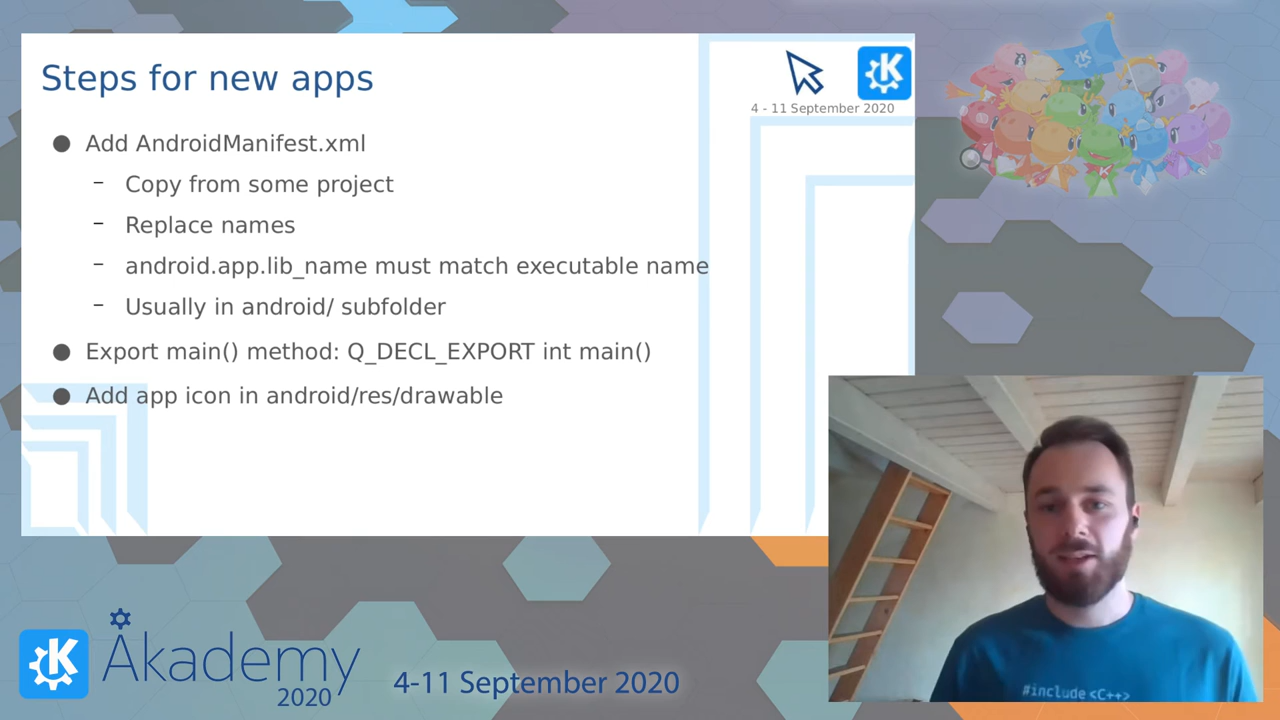 Steps for new apps
4 - 11 September 2020
● Add AndroidManifest.xml
– Copy from some project
– Replace names
– android.app.lib_name must match executable name
– Usually in android/ subfolder
● Export main() method: Q_DECL_EXPORT int main()
● Add app icon in android/res/drawable
Akademy
2020
4-11 September 2020
#include <C++>